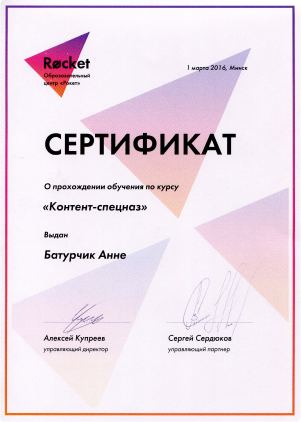 Røcket
Образовательный
центр «Рокет»
1 марта 2016, Минск
СЕРТИФИКАТ
О прохождении обучения по курсу
«Контент-спецназ»
Выдан
Батурчик Анне
Алексей Купреев
управляющий директор
Сергей Сердюков
управляющий партнер